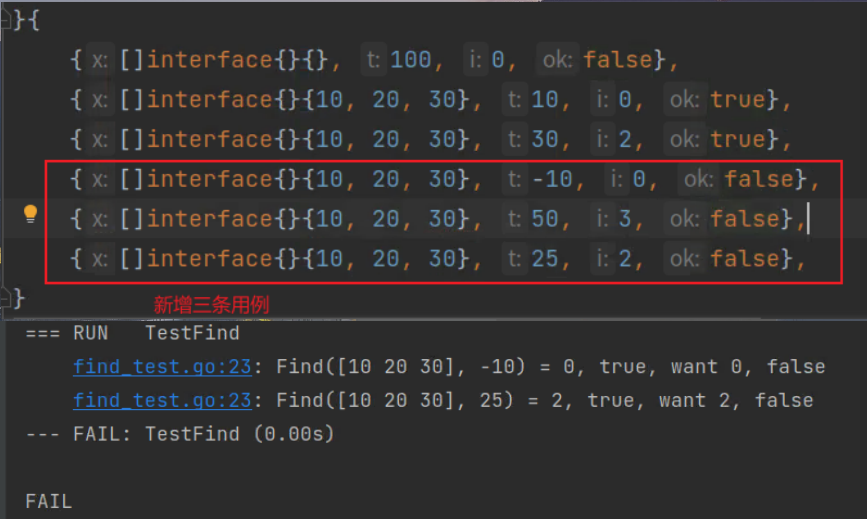 }{
{ x: []interface{}{}, t: 100, i: 0, ok: false},
{ x: []interface{}{10, 20, 30}, t: 10, i: 0, ok: true},
{ x: []interface{}{10, 20, 30}, t: 30, i: 2, ok: true},
{ x: []interface{}{10, 20, 30}, t: -10, i: 0, ok: false},
{ x: []interface{}{10, 20, 30}, t: 50, i: 3, ok: false},
{ x: []interface{}{10, 20, 30}, t: 25, i: 2, ok: false},
}
新增三条用例
=== RUN   TestFind
find_test.go:23: Find([10 20 30], -10) = 0, true, want 0, false
find_test.go:23: Find([10 20 30], 25) = 2, true, want 2, false
--- FAIL: TestFind (0.00s)
FAIL